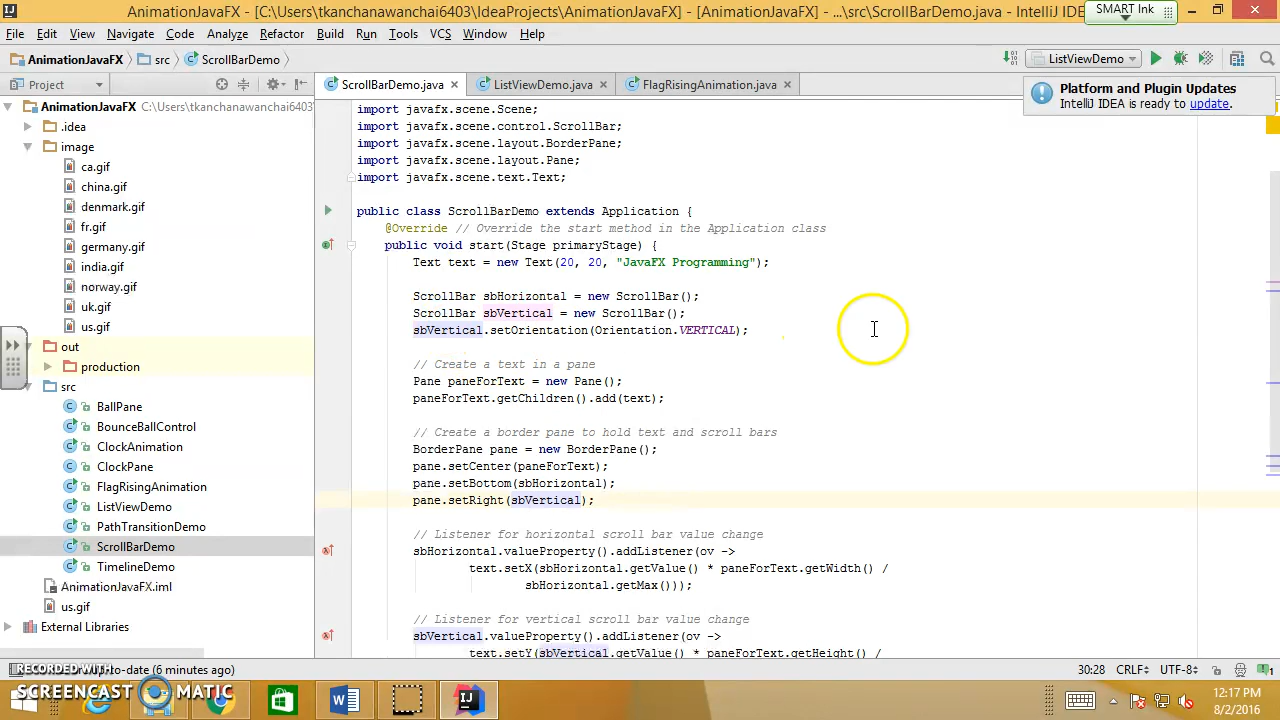 AnimationJavaFX - [C:\Users\tkanchanawanchai6403\IdeaProjects\AnimationJavaFX] - [AnimationJavaFX] - ...\src\ScrollBarDemo.java - IntelliJ IDE
SMART Ink
File Edit View Navigate Code Analyze Refactor Build Run Tools VCS Window Help
AnimationJavaFX src ScrollBarDemo ListViewDemo
Project ScrollBarDemo.java ListViewDemo.java FlagRisingAnimation.java
Platform and Plugin Updates
IntelliJ IDEA is ready to update.
AnimationJavaFX C:\Users\tkanchanawanchai6403\
.idea
image
ca.gif
china.gif
denmark.gif
fr.gif
germany.gif
india.gif
norway.gif
uk.gif
us.gif
out
production
src
BallPane
BounceBallControl
ClockAnimation
ClockPane
FlagRisingAnimation
ListViewDemo
PathTransitionDemo
ScrollBarDemo
TimelineDemo
AnimationJavaFX.iml
us.gif
External Libraries
import javafx.scene.Scene;
import javafx.scene.control.ScrollBar;
import javafx.scene.layout.BorderPane;
import javafx.scene.layout.Pane;
import javafx.scene.text.Text;
public class ScrollBarDemo extends Application {
@Override // Override the start method in the Application class
public void start(Stage primaryStage) {
Text text = new Text(20, 20, "JavaFX Programming");
ScrollBar sbHorizontal = new ScrollBar();
ScrollBar sbVertical = new ScrollBar();
sbVertical.setOrientation(Orientation.VERTICAL);
// Create a text in a pane
Pane paneForText = new Pane();
paneForText.getChildren().add(text);
// Create a border pane to hold text and scroll bars
BorderPane pane = new BorderPane();
pane.setCenter(paneForText);
pane.setBottom(sbHorizontal);
pane.setRight(sbVertical);
// Listener for horizontal scroll bar value change
sbHorizontal.valueProperty().addListener(ov ->
text.setX(sbHorizontal.getValue() * paneForText.getWidth() /
sbHorizontal.getMax()));
// Listener for vertical scroll bar value change
sbVertical.valueProperty().addListener(ov ->
text.setY(sbVertical.getValue() * paneForText.getHeight() /
RECORDED WITH
-to-date (6 minutes ago) 30:28 CRLF÷ UTF-8÷ 1
SCREENCAST MATIC
12:17 PM
8/2/2016